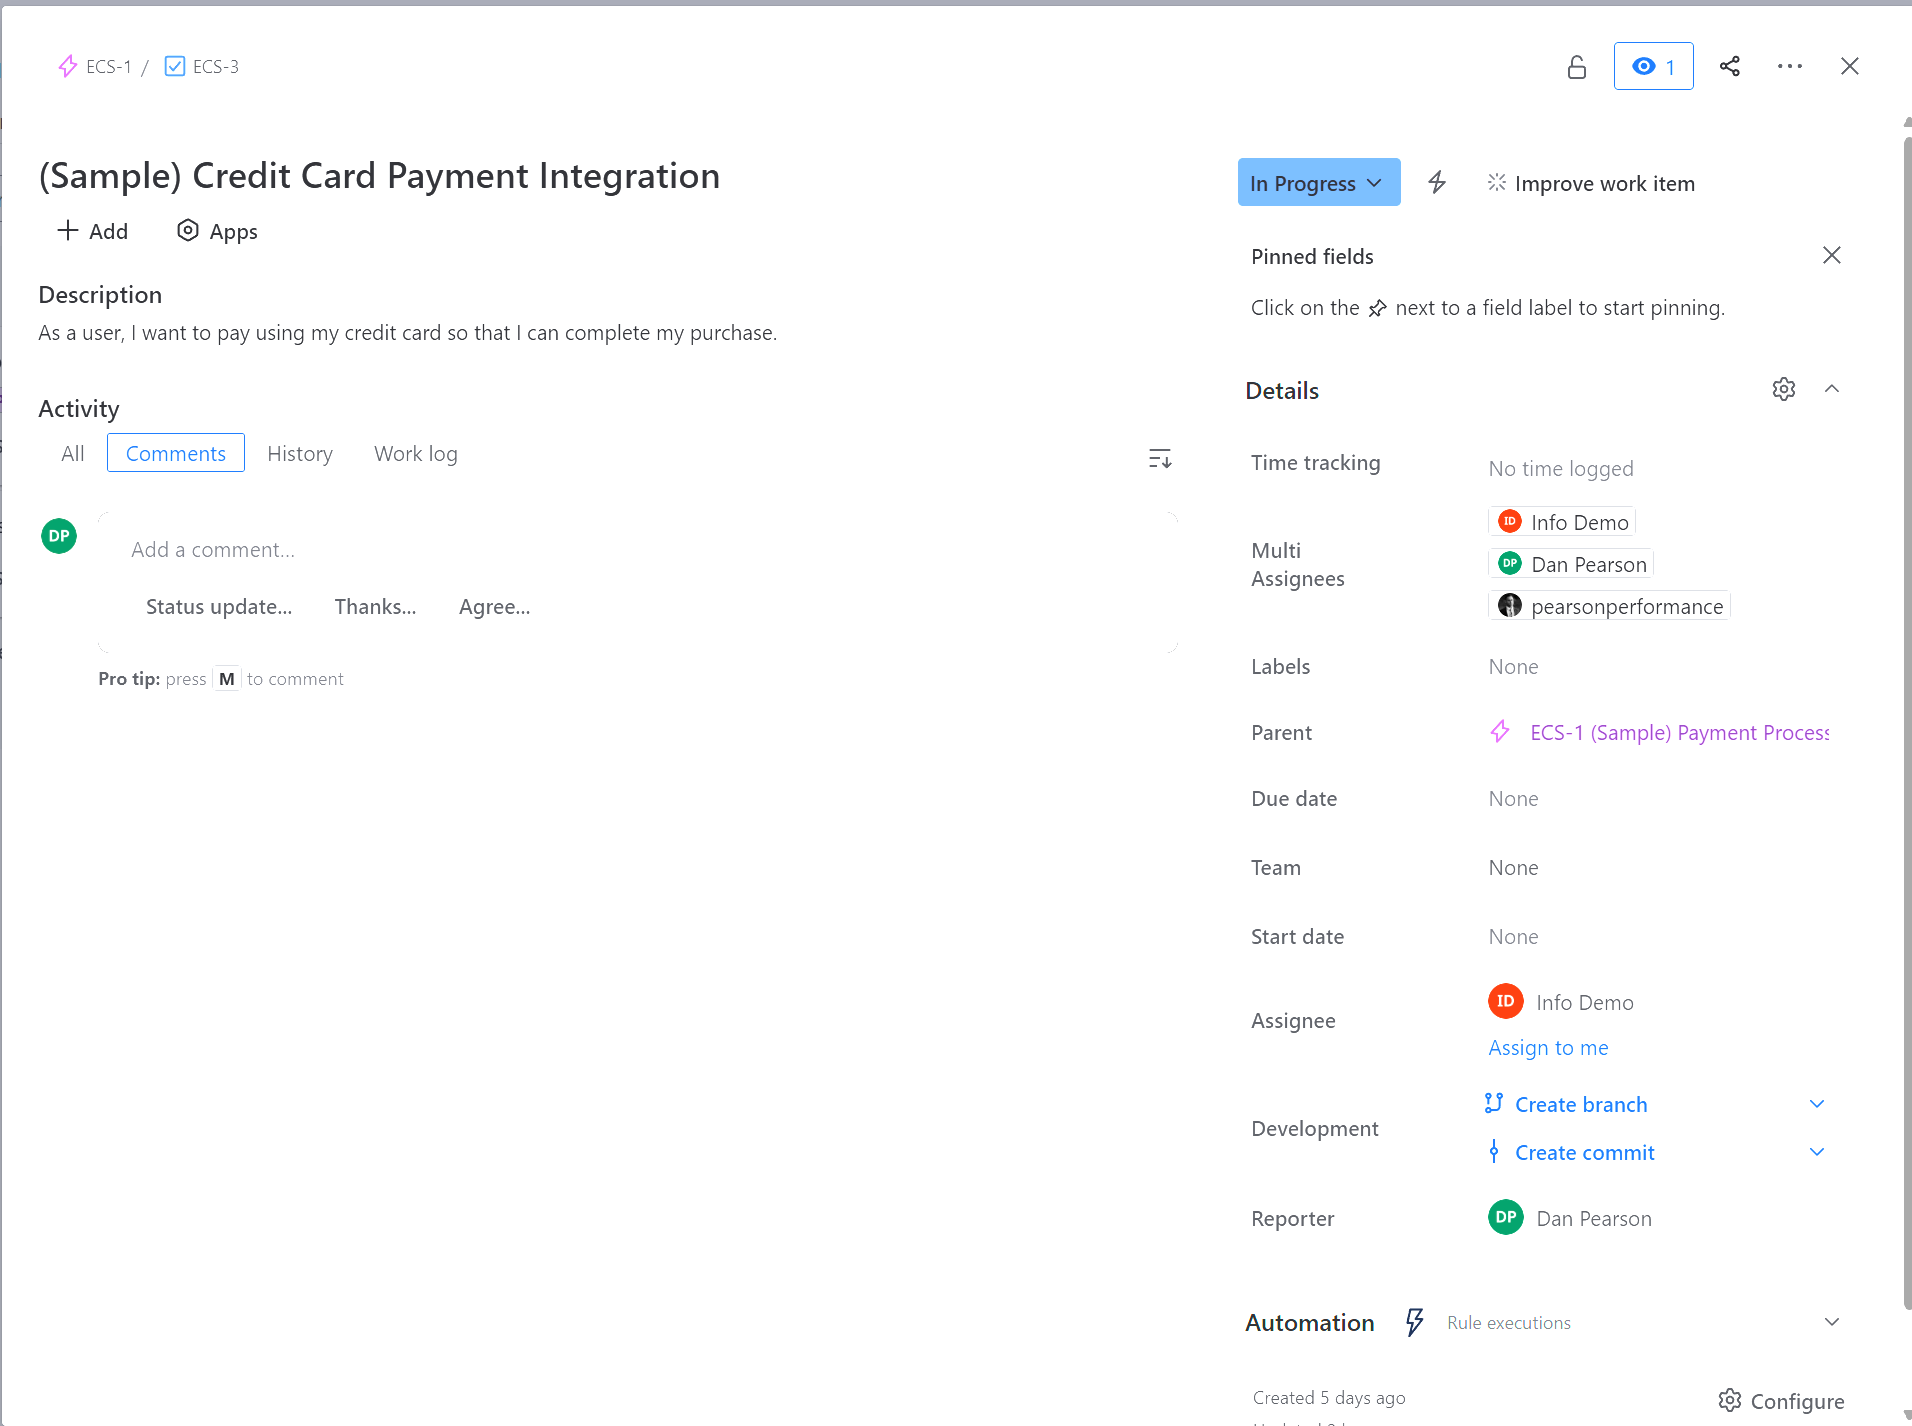 ECS-1 / ECS-3
1
(Sample) Credit Card Payment Integration
Add Apps
Description
As a user, I want to pay using my credit card so that I can complete my purchase.
Activity
All Comments History Work log
DP
Add a comment...
Status update... Thanks... Agree...
Pro tip: press M to comment
In Progress
Improve work item
Pinned fields
Click on the next to a field label to start pinning.
Details
Time tracking
No time logged
Multi Assignees
ID Info Demo
DP Dan Pearson
pearsonperformance
Labels
None
Parent
ECS-1 (Sample) Payment Process
Due date
None
Team
None
Start date
None
Assignee
ID Info Demo
Assign to me
Development
Create branch
Create commit
Reporter
DP Dan Pearson
Automation Rule executions
Created 5 days ago
Configure